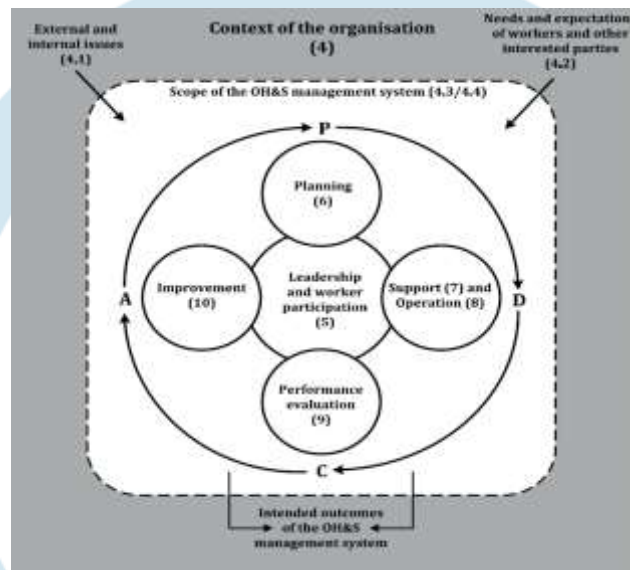 External and
internal issues
(4.1)
Context of the organisation
(4)
Needs and expectation
of workers and other
interested parties
(4.2)
Scope of the OH&S management system (4.3/4.4)
P
Planning
(6)
A
Improvement
(10)
Leadership
and worker
participation
(5)
Support (7) and
Operation (8)
D
Performance
evaluation
(9)
C
Intended outcomes
of the OH&S
management system